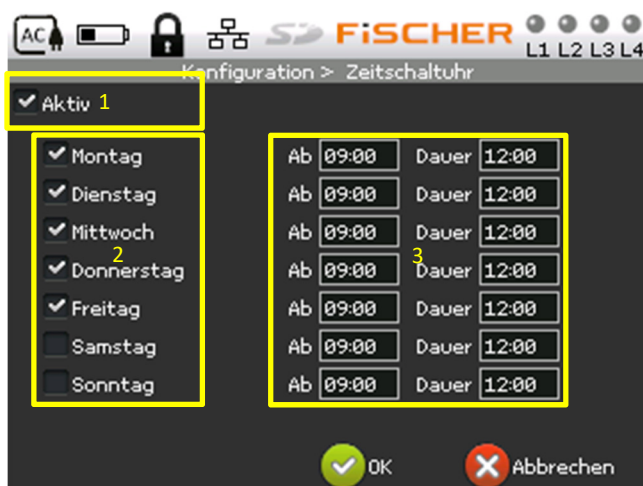 AC SD FiSCHER L1 L2 L3 L4
Konfiguration > Zeitschaltuhr
Aktiv 1
Montag Ab 09:00 Dauer 12:00
Dienstag Ab 09:00 Dauer 12:00
Mittwoch Ab 09:00 Dauer 12:00
2 3
Donnerstag Ab 09:00 Dauer 12:00
Freitag Ab 09:00 Dauer 12:00
Samstag Ab 09:00 Dauer 12:00
Sonntag Ab 09:00 Dauer 12:00
OK Abbrechen